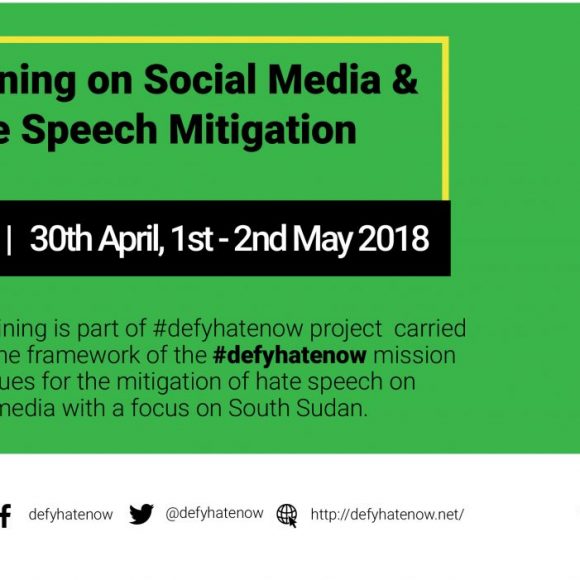 ning on Social Media &
e Speech Mitigation
| 30th April, 1st - 2nd May 2018
ining is part of #defyhatenow project carried
ne framework of the #defyhatenow mission
ues for the mitigation of hate speech on
media with a focus on South Sudan.
defyhatenow @defyhatenow http://defyhatenow.net/